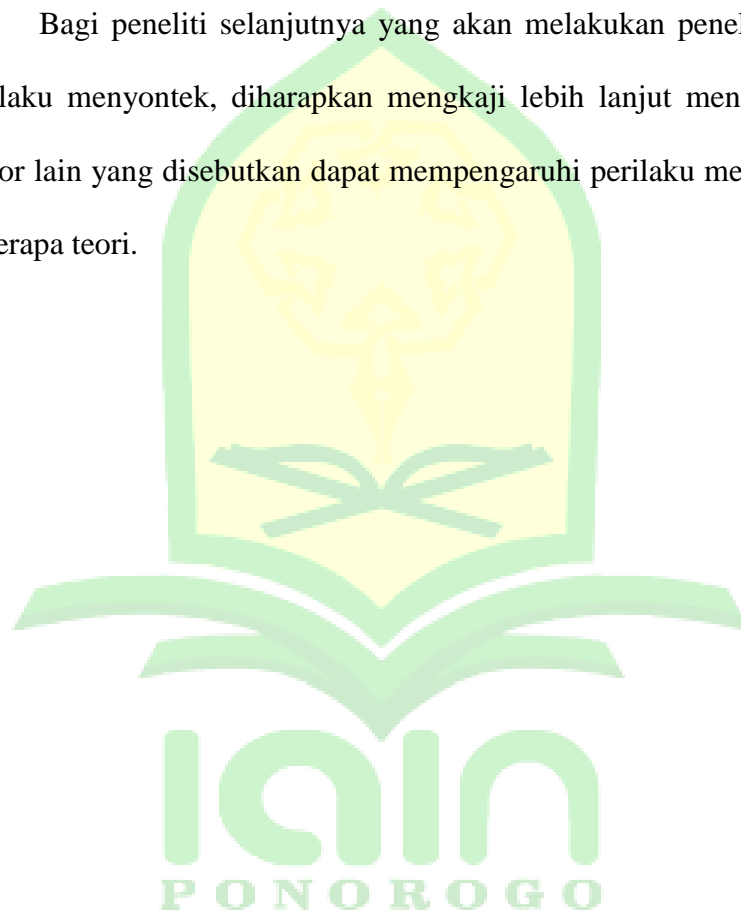 Bagi peneliti selanjutnya yang akan melakukan penel
laku menyontek, diharapkan mengkaji lebih lanjut men
or lain yang disebutkan dapat mempengaruhi perilaku me
erapa teori.
iain
PONOROGO